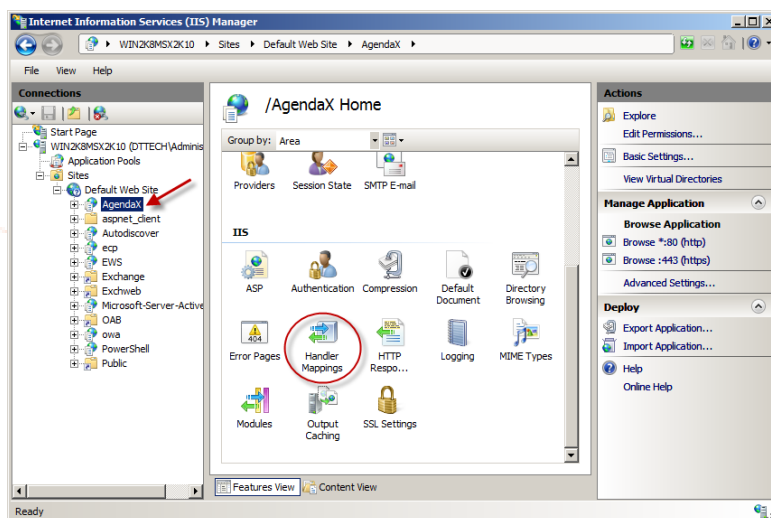 Internet Information Services (IIS) Manager
WIN2K8MSX2K10 Sites Default Web Site AgendaX
File View Help
Connections
Start Page
WIN2K8MSX2K10 (DTTECH\Adminis
Application Pools
Sites
Default Web Site
AgendaX
aspnet_client
Autodiscover
ecp
EWS
Exchange
Exchweb
Microsoft-Server-Active
OAB
owa
PowerShell
Public
/AgendaX Home
Group by: Area
Providers Session State SMTP E-mail
IIS
ASP Authentication Compression Default Document Directory Browsing
404
Error Pages Handler Mappings HTTP Respo... Logging MIME Types
Modules Output Caching SSL Settings
Features View Content View
Actions
Explore
Edit Permissions...
Basic Settings...
View Virtual Directories
Manage Application
Browse Application
Browse *:80 (http)
Browse :443 (https)
Advanced Settings...
Deploy
Export Application...
Import Application...
Help
Online Help
Ready